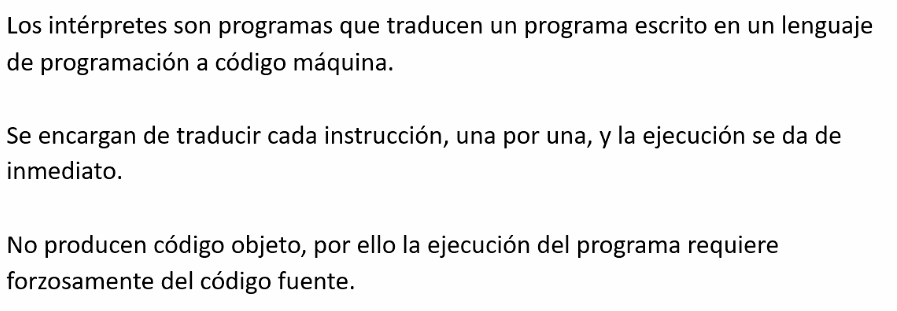 Los intérpretes son programas que traducen un programa escrito en un lenguaje
de programación a código máquina.
Se encargan de traducir cada instrucción, una por una, y la ejecución se da de
inmediato.
No producen código objeto, por ello la ejecución del programa requiere
forzosamente del código fuente.